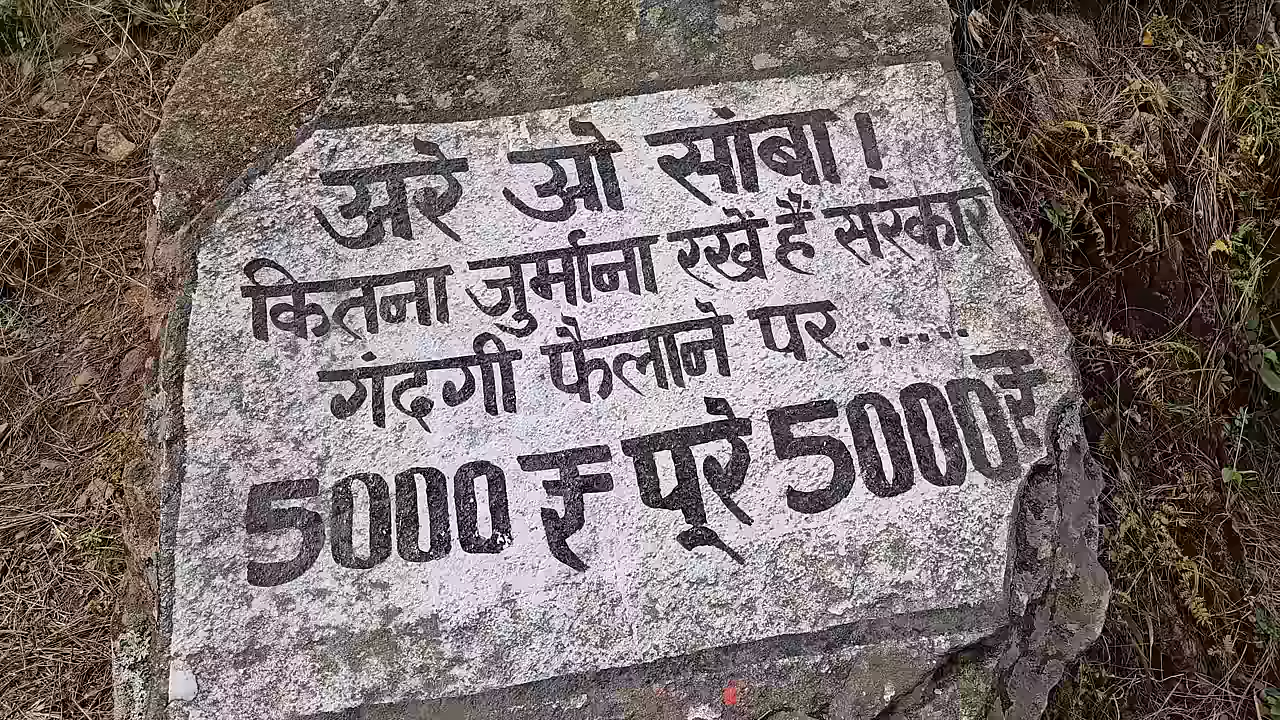 अरे ओ सांबा!
कितना जुर्माना रखैं हैं सरकार
गंदगी फैलाने पर......
5000 ₹ पूरे 5000 ₹